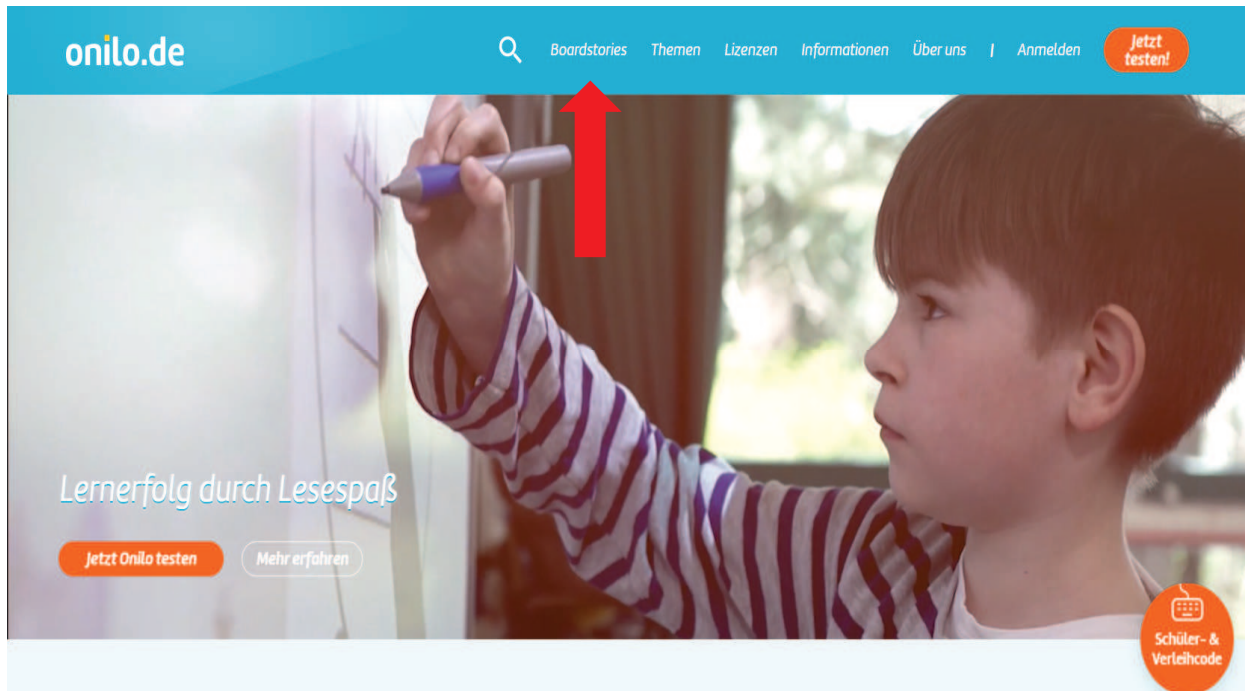 onilo.de
Boardstories Themen Lizenzen Informationen Über uns | Anmelden
Jetzt
testen!
Lernerfolg durch Lesespaß
Jetzt Onilo testen
Mehr erfahren
Schüler- &
Verleihcode